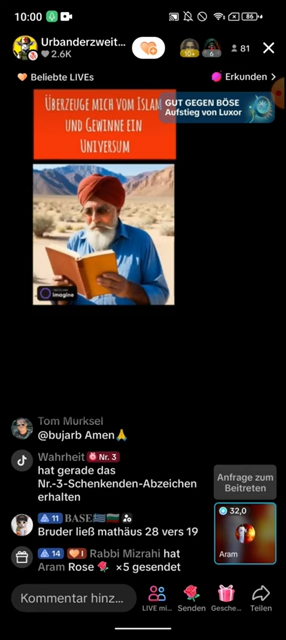 10:00
86
Urbanderzweit...
2.6K
10+
6
81
Beliebte LIVEs
Erkunden >
ÜBERZEUGE MICH VOM ISLAM
UND GEWINNE EIN
UNIVERSUM
GUT GEGEN BÖSE
Aufstieg von Luxor
imagine
Tom Murksel
@bujarb Amen🙏
Wahrheit Nr. 3
hat gerade das
Nr.-3-Schenkenden-Abzeichen
erhalten
11 BASE🇬🇷
Bruder ließ mathäus 28 vers 19
14 I Rabbi Mizrahi hat
Aram Rose 🌹 ×5 gesendet
Anfrage zum
Beitreten
32,0
Aram
Kommentar hinz...
LIVE mi...
Senden
Gesche...
Teilen